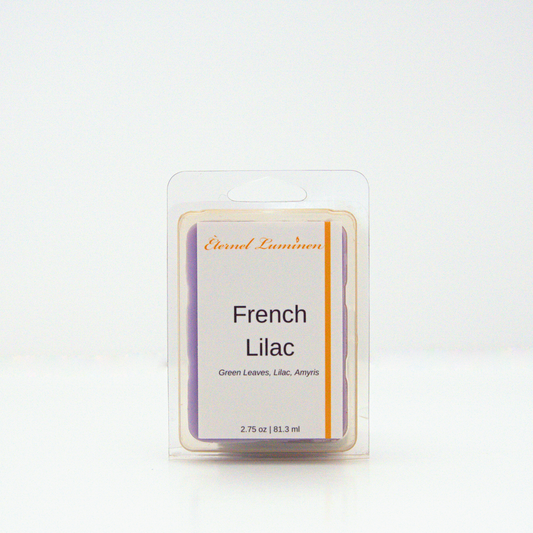 Éternel Luminen
French
Lilac
Green Leaves, Lilac, Amyris
2.75 oz | 81.3 ml